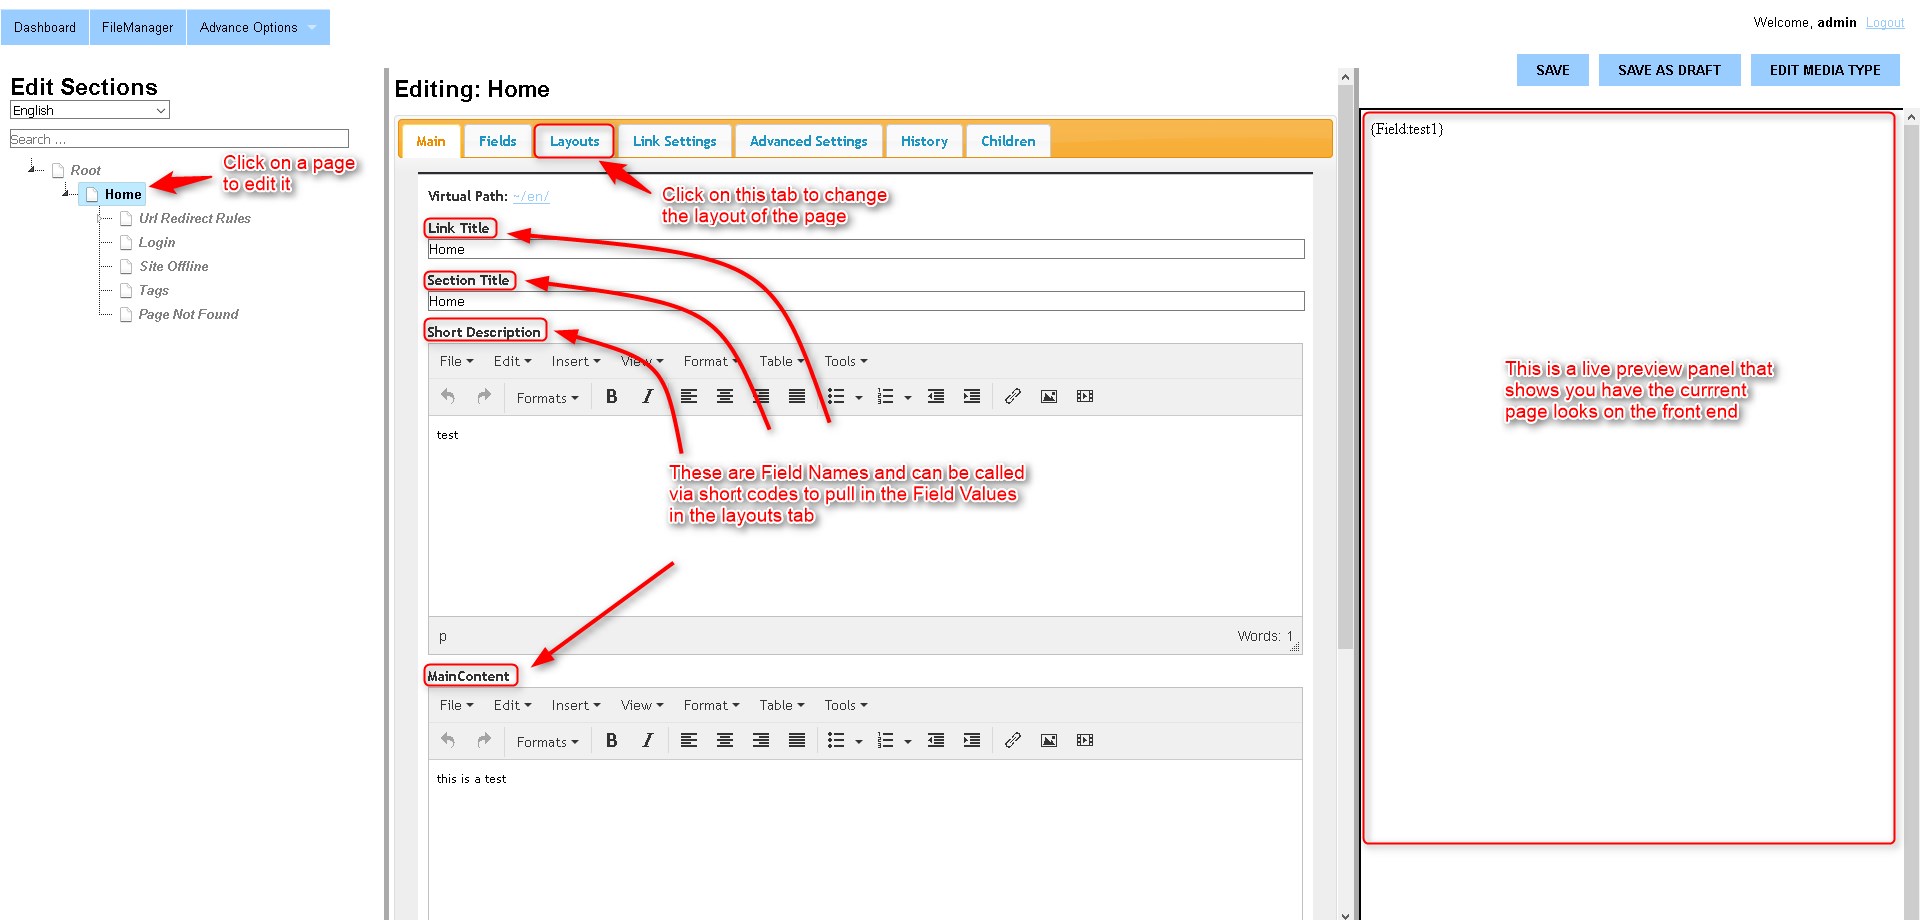 Dashboard FileManager Advance Options
Welcome, admin Logout
SAVE SAVE AS DRAFT EDIT MEDIA TYPE
Edit Sections
English
Search ...
Root
Home
Url Redirect Rules
Login
Site Offline
Tags
Page Not Found
Click on a page
to edit it
Editing: Home
Main Fields Layouts Link Settings Advanced Settings History Children
Click on this tab to change
the layout of the page
Virtual Path: ~/en/
Link Title
Home
Section Title
Home
Short Description
File Edit Insert View Format Table Tools
Formats B I
test
These are Field Names and can be called
via short codes to pull in the Field Values
in the layouts tab
p Words: 1
MainContent
File Edit Insert View Format Table Tools
Formats B I
this is a test
{Field:test1}
This is a live preview panel that
shows you have the currrent
page looks on the front end